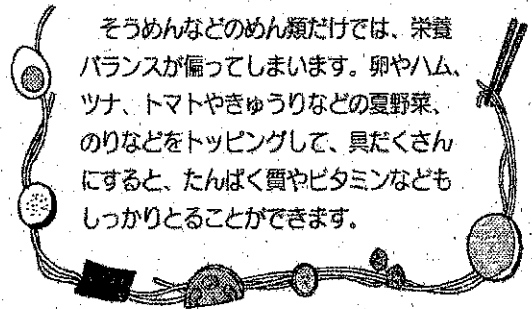 そうめんなどのめん類だけでは、栄養
バランスが偏ってしまいます。卵やハム、
ツナ、トマトやきゅうりなどの夏野菜、
のりなどをトッピングして、具だくさん
にすると、たんぱく質やビタミンなども
しっかりとることができます。